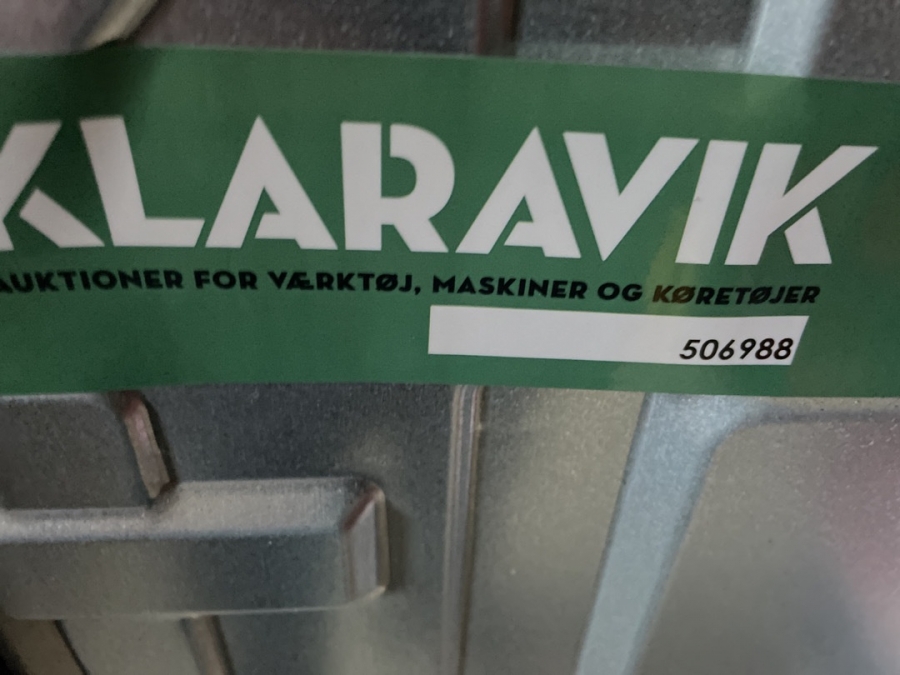 KLARAVIK
AUKTIONER FOR VÆRKTØJ, MASKINER OG KØRETØJER
506988